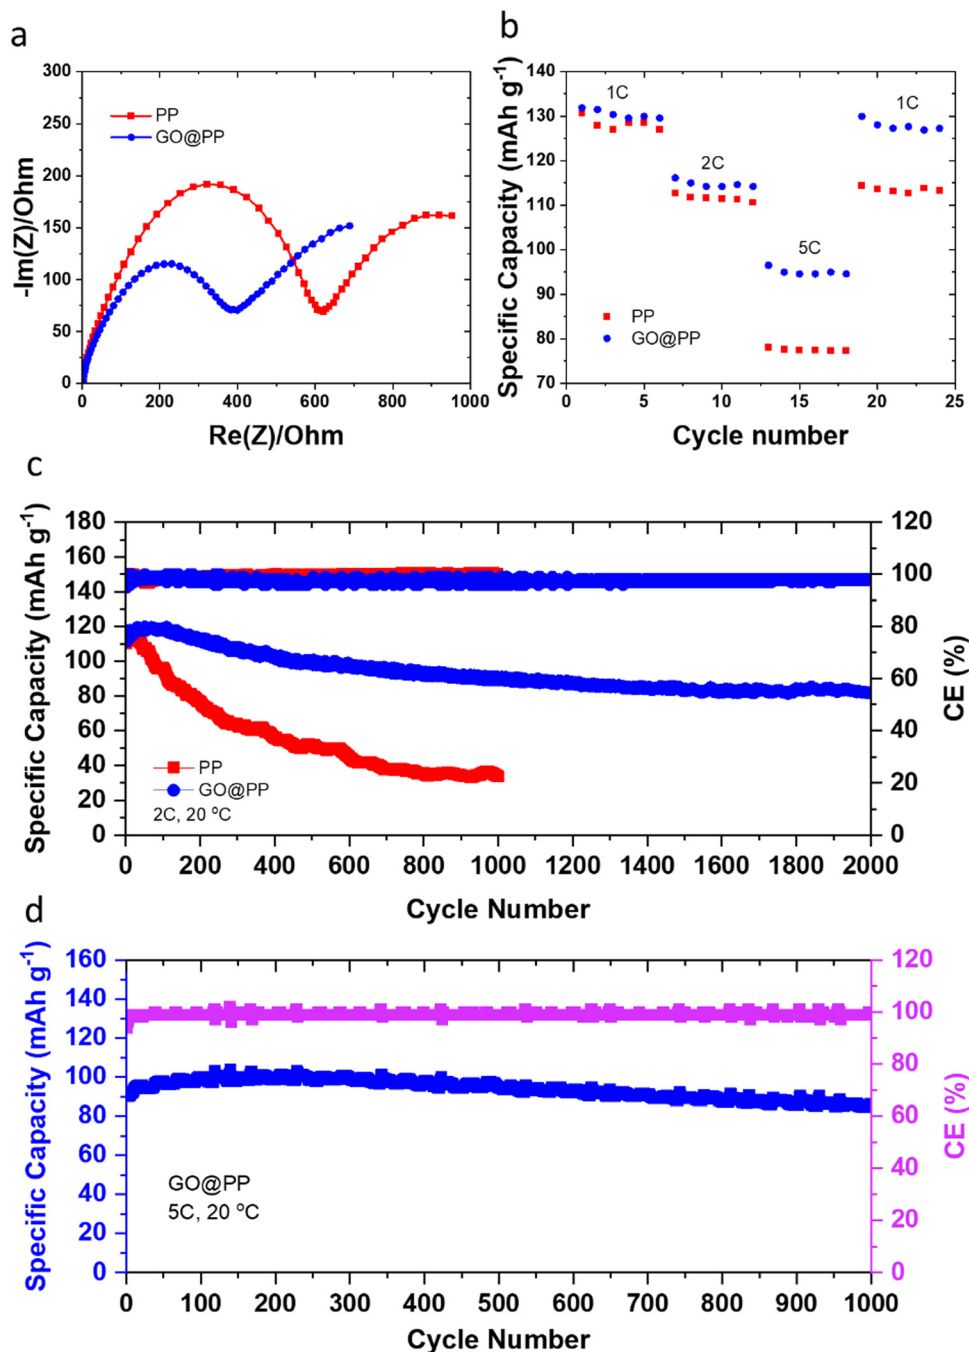 a
300
250
200
150
100
50
0
-Im(Z)/Ohm
PP
GO@PP
0 200 400 600 800 1000
Re(Z)/Ohm
b
140
130
120
110
100
90
80
70
Specific Capacity (mAh g⁻¹)
1C
2C
5C
1C
PP
GO@PP
0 5 10 15 20 25
Cycle number
c
180
160
140
120
100
80
60
40
20
0
Specific Capacity (mAh g⁻¹)
PP
GO@PP
2C, 20 ºC
120
100
80
60
40
20
0
CE (%)
0 200 400 600 800 1000 1200 1400 1600 1800 2000
Cycle Number
d
160
140
120
100
80
60
40
20
0
Specific Capacity (mAh g⁻¹)
GO@PP
5C, 20 ºC
120
100
80
60
40
20
0
CE (%)
0 100 200 300 400 500 600 700 800 900 1000
Cycle Number